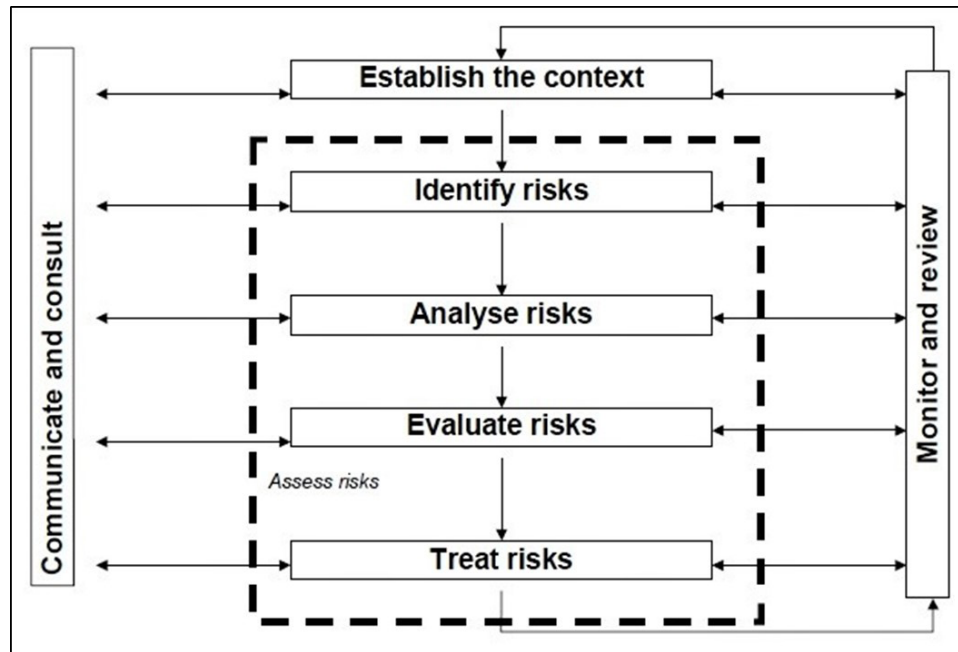 Establish the context
Identify risks
Analyse risks
Evaluate risks
Assess risks
Treat risks
Communicate and consult
Monitor and review